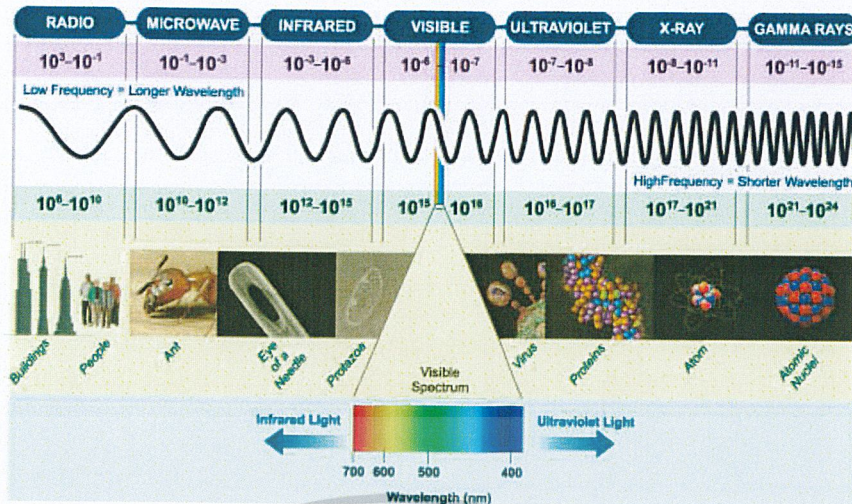 RADIO MICROWAVE INFRARED VISIBLE ULTRAVIOLET X-RAY GAMMA RAYS
10³–10⁻¹ 10⁻¹–10⁻³ 10⁻³–10⁻⁶ 10⁻⁶ 10⁻⁷ 10⁻⁷–10⁻⁸ 10⁻⁸–10⁻¹¹ 10⁻¹¹–10⁻¹⁵
Low Frequency = Longer Wavelength
HighFrequency = Shorter Wavelength
10⁶–10¹⁰ 10¹⁰–10¹² 10¹²–10¹⁵ 10¹⁵ 10¹⁶ 10¹⁶–10¹⁷ 10¹⁷–10²¹ 10²¹–10²⁴
Buildings People Ant Eye of a Needle Protazoa Virus Proteins Atom Atomic Nuclei
Visible
Spectrum
Infrared Light Ultraviolet Light
700 600 500 400
Wavelength (nm)